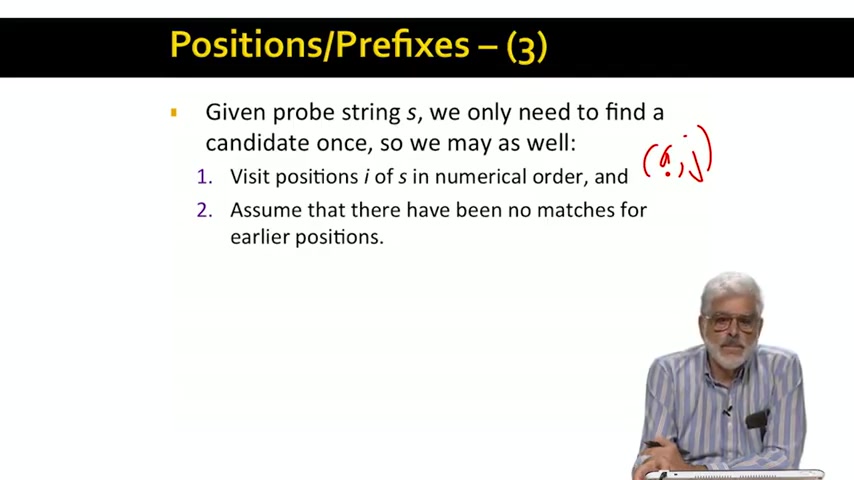 Positions/Prefixes – (3)
Given probe string s, we only need to find a
candidate once, so we may as well:
1. Visit positions i of s in numerical order, and
2. Assume that there have been no matches for
earlier positions.